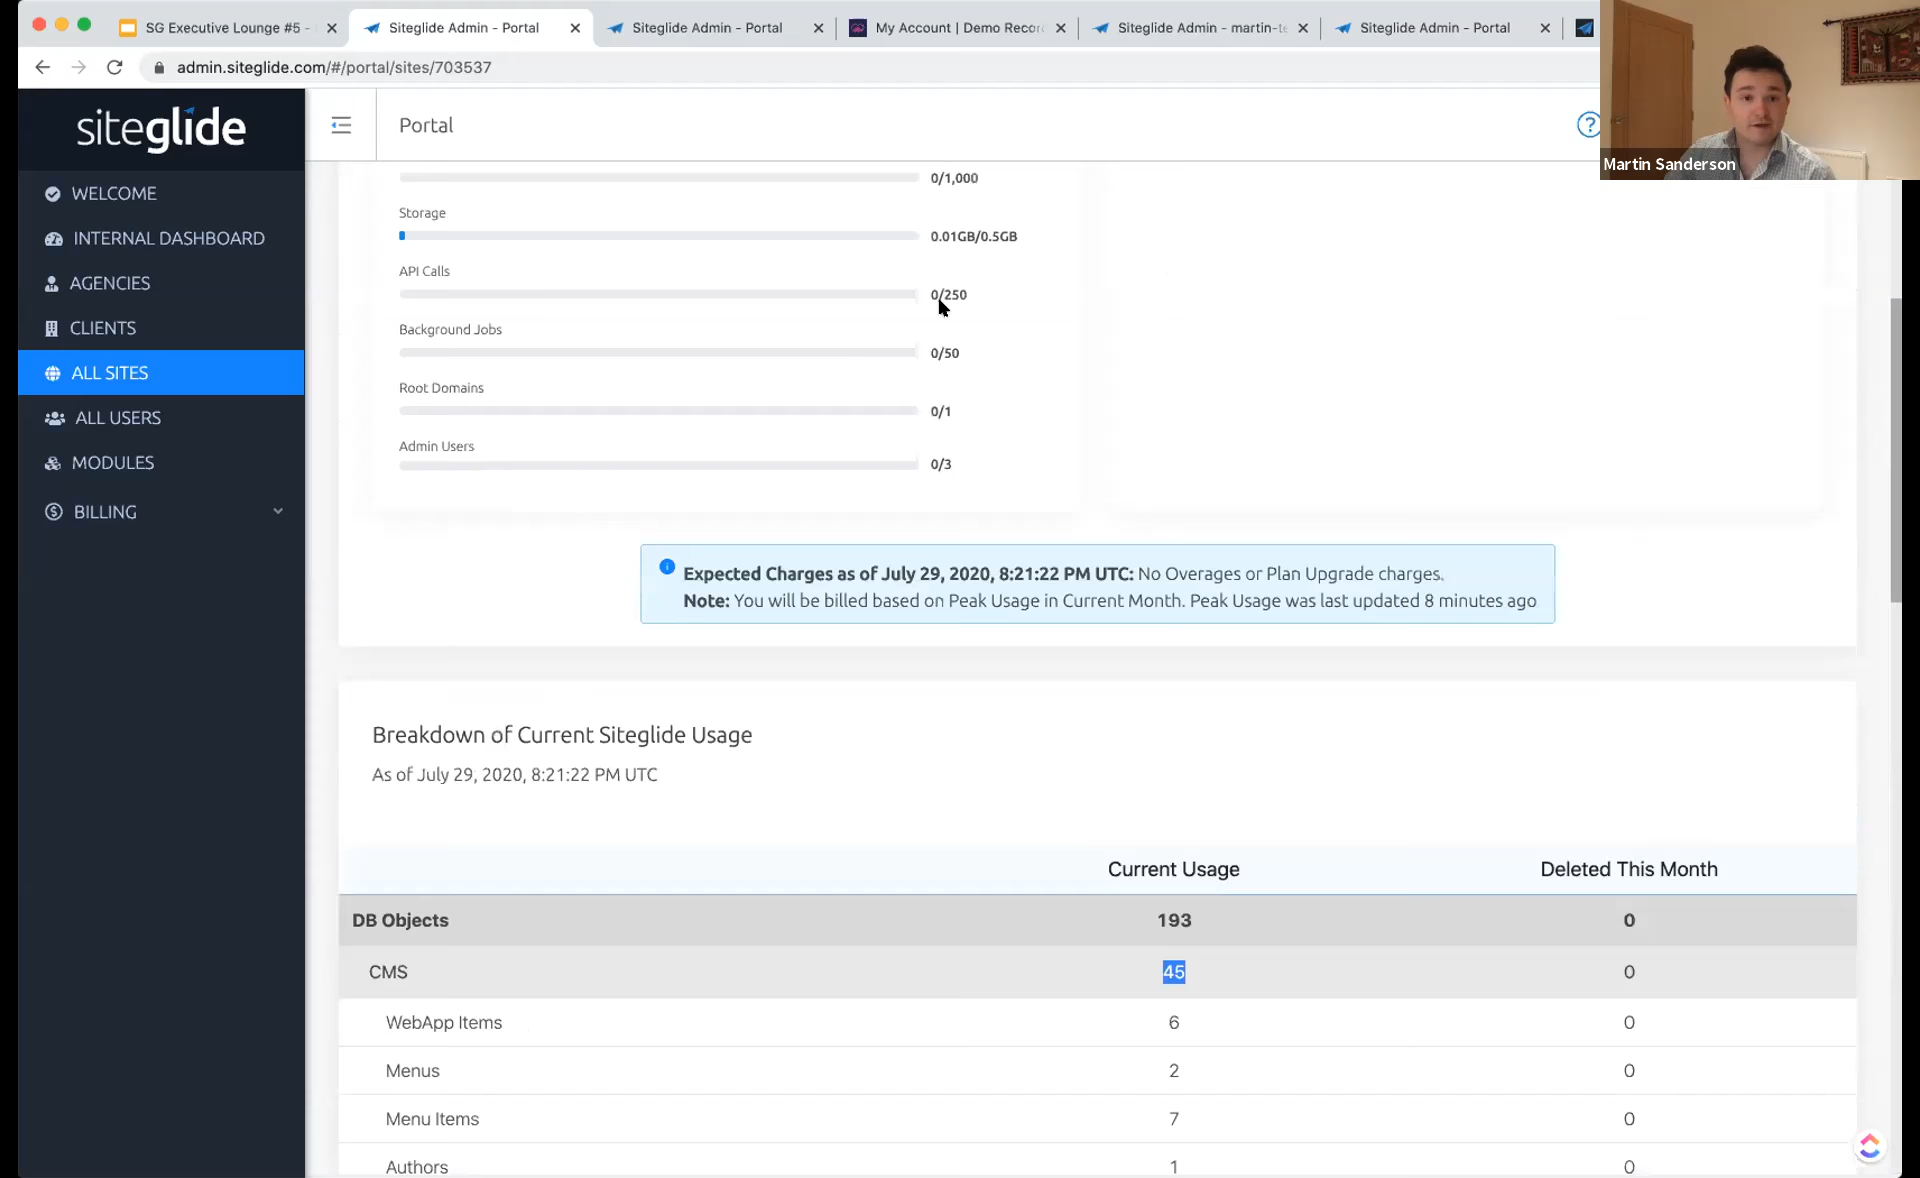 SG Executive Lounge #5 -
Siteglide Admin - Portal
Siteglide Admin - Portal
My Account | Demo Recor
Siteglide Admin - martin-te
Siteglide Admin - Portal
admin.siteglide.com/#/portal/sites/703537
siteglide
Portal
?
Martin Sanderson
WELCOME
INTERNAL DASHBOARD
AGENCIES
CLIENTS
ALL SITES
ALL USERS
MODULES
BILLING
0/1,000
Storage
0.01GB/0.5GB
API Calls
0/250
Background Jobs
0/50
Root Domains
0/1
Admin Users
0/3
Expected Charges as of July 29, 2020, 8:21:22 PM UTC: No Overages or Plan Upgrade charges.
Note: You will be billed based on Peak Usage in Current Month. Peak Usage was last updated 8 minutes ago
Breakdown of Current Siteglide Usage
As of July 29, 2020, 8:21:22 PM UTC
Current Usage Deleted This Month
DB Objects 193 0
CMS 45 0
WebApp Items 6 0
Menus 2 0
Menu Items 7 0
Authors 1 0